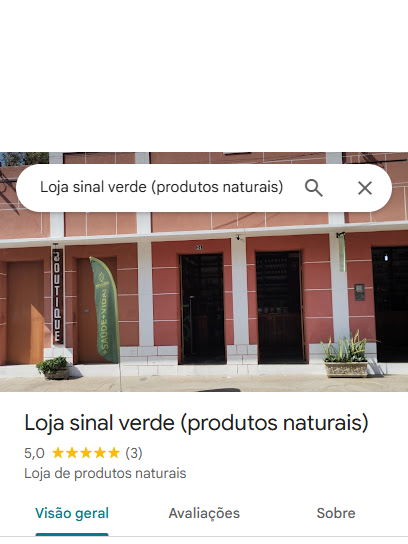 Loja sinal verde (produtos naturais)
31
BOUTIQUE
SAÚDE+VIDA
Loja sinal verde (produtos naturais)
5,0 ★★★★★ (3)
Loja de produtos naturais
Visão geral Avaliações Sobre